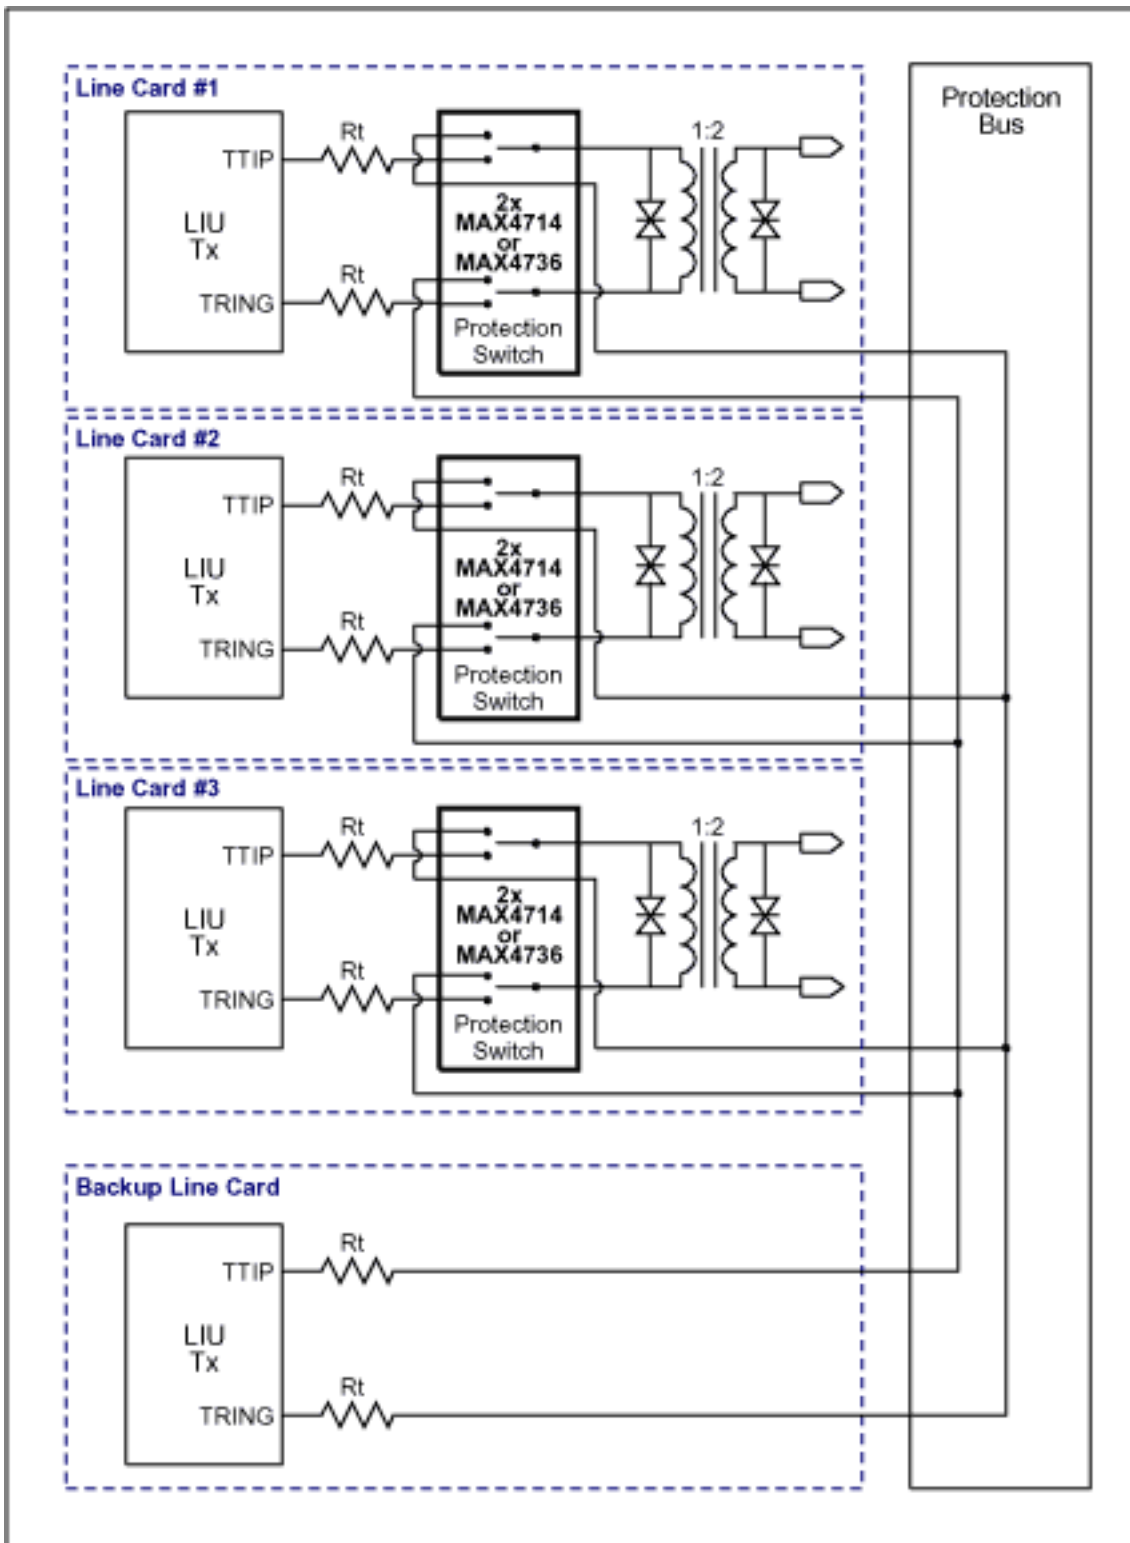 Line Card #1
Protection
Bus
Rt
1:2
TTIP
LIU
Tx
2x
MAX4714
or
MAX4736
Rt
TRING
Protection
Switch
Line Card #2
Rt
1:2
TTIP
LIU
Tx
2x
MAX4714
or
MAX4736
Rt
TRING
Protection
Switch
Line Card #3
Rt
1:2
TTIP
LIU
Tx
2x
MAX4714
or
MAX4736
Rt
TRING
Protection
Switch
Backup Line Card
Rt
TTIP
LIU
Tx
Rt
TRING